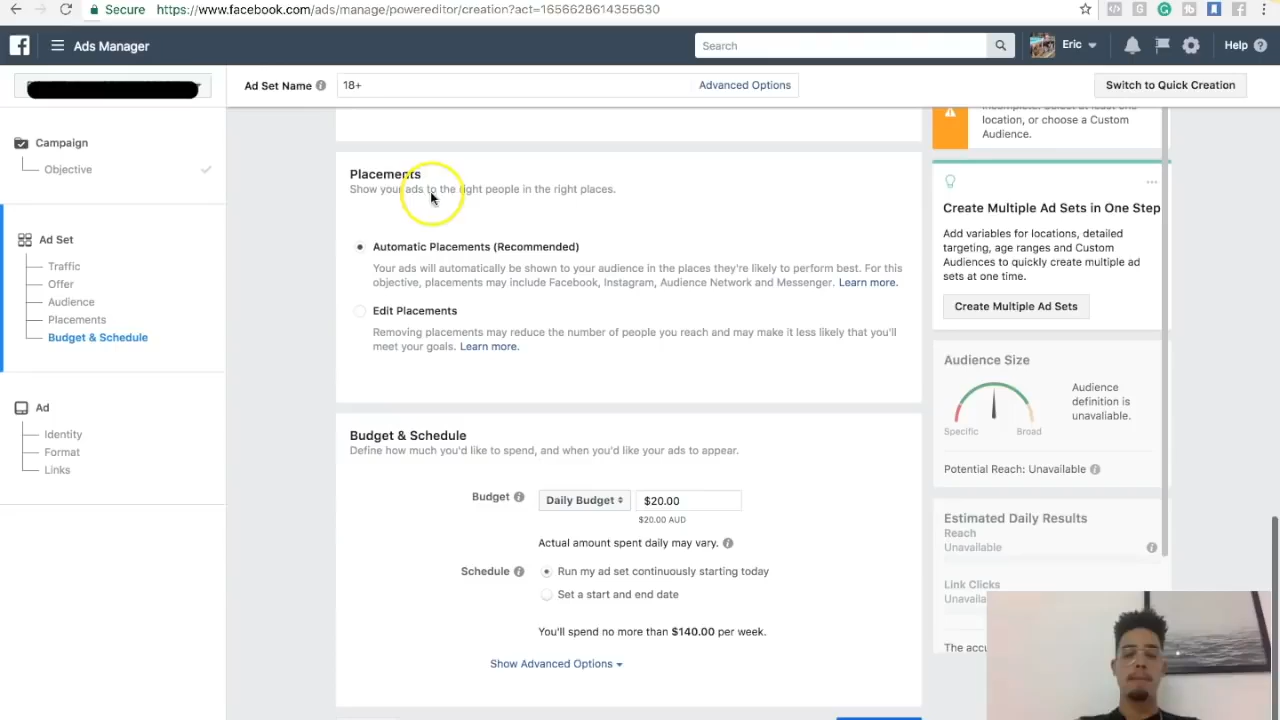 Secure
https://www.facebook.com/ads/manage/powereditor/creation?act=1656628614355630
Ads Manager
Search
Eric
Help
Ad Set Name
18+
Advanced Options
Switch to Quick Creation
Campaign
Objective
Ad Set
Traffic
Offer
Audience
Placements
Budget & Schedule
Ad
Identity
Format
Links
Placements
Show your ads to the right people in the right places.
Automatic Placements (Recommended)
Your ads will automatically be shown to your audience in the places they're likely to perform best. For this
objective, placements may include Facebook, Instagram, Audience Network and Messenger. Learn more.
Edit Placements
Removing placements may reduce the number of people you reach and may make it less likely that you'll
meet your goals. Learn more.
Budget & Schedule
Define how much you'd like to spend, and when you'd like your ads to appear.
Budget
Daily Budget
$20.00
$20.00 AUD
Actual amount spent daily may vary.
Schedule
Run my ad set continuously starting today
Set a start and end date
You'll spend no more than $140.00 per week.
Show Advanced Options
location, or choose a Custom
Audience.
Create Multiple Ad Sets in One Step
Add variables for locations, detailed
targeting, age ranges and Custom
Audiences to quickly create multiple ad
sets at one time.
Create Multiple Ad Sets
Audience Size
Specific
Broad
Audience
definition is
unavailable.
Potential Reach: Unavailable
Estimated Daily Results
Reach
Unavailable
Link Clicks
The